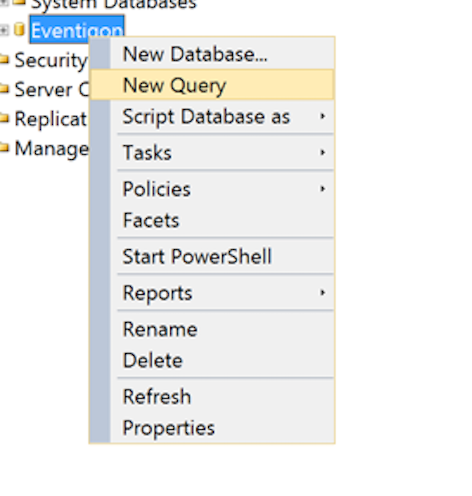 System Databases
Eventigon
New Database...
Security
New Query
Server C
Script Database as
Replicat
Manage
Tasks
Policies
Facets
Start PowerShell
Reports
Rename
Delete
Refresh
Properties